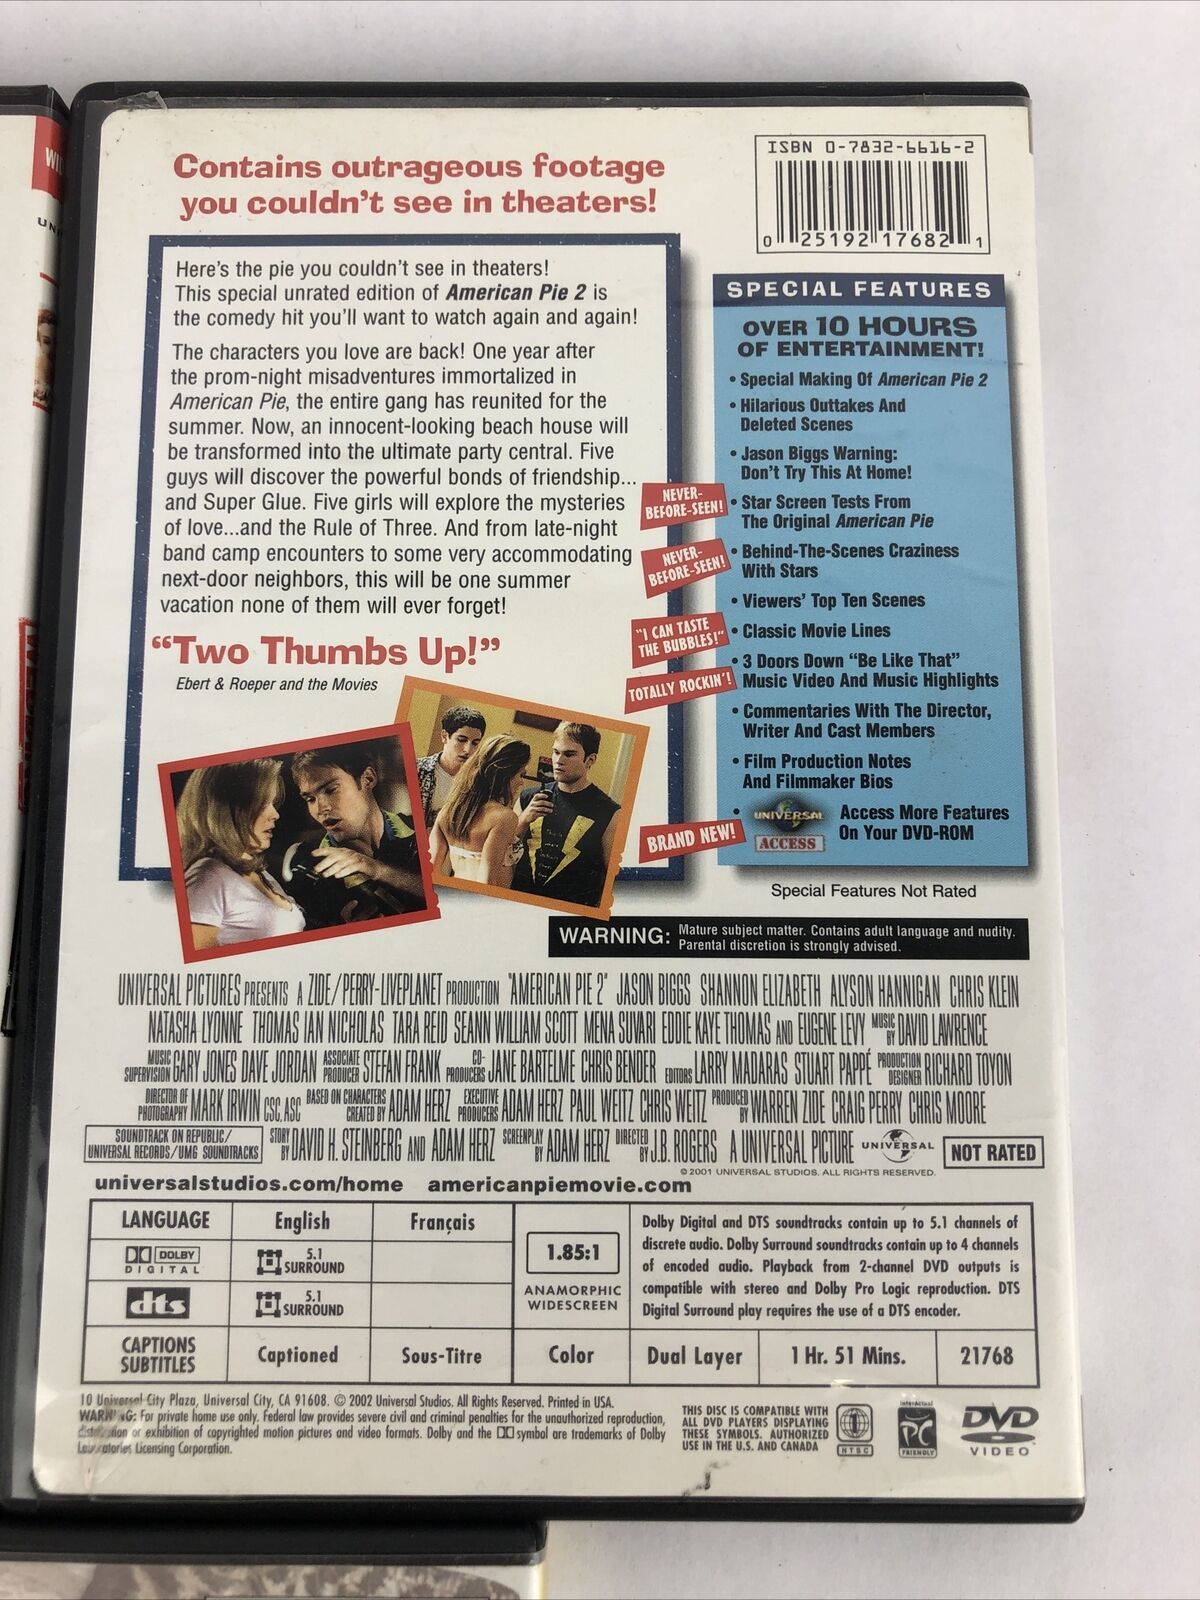 WI
UN
Contains outrageous footage
you couldn't see in theaters!
ISBN 0-7832-6616-2
0 25192 17682 1
Here's the pie you couldn't see in theaters!
This special unrated edition of American Pie 2 is
the comedy hit you'll want to watch again and again!
The characters you love are back! One year after
the prom-night misadventures immortalized in
American Pie, the entire gang has reunited for the
summer. Now, an innocent-looking beach house will
be transformed into the ultimate party central. Five
guys will discover the powerful bonds of friendship...
and Super Glue. Five girls will explore the mysteries
of love...and the Rule of Three. And from late-night
band camp encounters to some very accommodating
next-door neighbors, this will be one summer
vacation none of them will ever forget!
"Two Thumbs Up!"
Ebert & Roeper and the Movies
SPECIAL FEATURES
OVER 10 HOURS
OF ENTERTAINMENT!
• Special Making Of American Pie 2
• Hilarious Outtakes And
Deleted Scenes
• Jason Biggs Warning:
Don't Try This At Home!
NEVER-
BEFORE-SEEN!
• Star Screen Tests From
The Original American Pie
NEVER-
BEFORE-SEEN!
• Behind-The-Scenes Craziness
With Stars
• Viewers' Top Ten Scenes
"I CAN TASTE
THE BUBBLES!"
• Classic Movie Lines
TOTALLY ROCKIN'!
• 3 Doors Down "Be Like That"
Music Video And Music Highlights
• Commentaries With The Director,
Writer And Cast Members
• Film Production Notes
And Filmmaker Bios
BRAND NEW!
• UNIVERSAL
ACCESS
Access More Features
On Your DVD-ROM
Special Features Not Rated
WARNING: Mature subject matter. Contains adult language and nudity.
Parental discretion is strongly advised.
UNIVERSAL PICTURES PRESENTS A ZIDE/PERRY-LIVEPLANET PRODUCTION "AMERICAN PIE 2" JASON BIGGS SHANNON ELIZABETH ALYSON HANNIGAN CHRIS KLEIN
NATASHA LYONNE THOMAS IAN NICHOLAS TARA REID SEANN WILLIAM SCOTT MENA SUVARI EDDIE KAYE THOMAS AND EUGENE LEVY MUSIC BY DAVID LAWRENCE
MUSIC SUPERVISION GARY JONES DAVE JORDAN ASSOCIATE PRODUCER STEFAN FRANK CO-PRODUCERS JANE BARTELME CHRIS BENDER EDITORS LARRY MADARAS STUART PAPPÉ PRODUCTION DESIGNER RICHARD TOYON
DIRECTOR OF PHOTOGRAPHY MARK IRWIN CSC, ASC BASED ON CHARACTERS CREATED BY ADAM HERZ EXECUTIVE PRODUCERS ADAM HERZ PAUL WEITZ CHRIS WEITZ PRODUCED BY WARREN ZIDE CRAIG PERRY CHRIS MOORE
SOUNDTRACK ON REPUBLIC/
UNIVERSAL RECORDS/UMG SOUNDTRACKS
STORY BY DAVID H. STEINBERG AND ADAM HERZ SCREENPLAY BY ADAM HERZ DIRECTED BY J.B. ROGERS A UNIVERSAL PICTURE UNIVERSAL NOT RATED
© 2001 UNIVERSAL STUDIOS. ALL RIGHTS RESERVED.
universalstudios.com/home americanpiemovie.com
LANGUAGE English Français
DOLBY
DIGITAL
5.1
SURROUND
dts
5.1
SURROUND
CAPTIONS
SUBTITLES
Captioned Sous-Titre
1.85:1
ANAMORPHIC
WIDESCREEN
Dolby Digital and DTS soundtracks contain up to 5.1 channels of
discrete audio. Dolby Surround soundtracks contain up to 4 channels
of encoded audio. Playback from 2-channel DVD outputs is
compatible with stereo and Dolby Pro Logic reproduction. DTS
Digital Surround play requires the use of a DTS encoder.
Color Dual Layer 1 Hr. 51 Mins. 21768
10 Universal City Plaza, Universal City, CA 91608. © 2002 Universal Studios. All Rights Reserved. Printed in USA.
WARNING: For private home use only. Federal law provides severe civil and criminal penalties for the unauthorized reproduction,
distribution or exhibition of copyrighted motion pictures and video formats. Dolby and the DD symbol are trademarks of Dolby
Laboratories Licensing Corporation.
THIS DISC IS COMPATIBLE WITH
ALL DVD PLAYERS DISPLAYING
THESE SYMBOLS. AUTHORIZED
USE IN THE U.S. AND CANADA
1
NTSC
InterActual
PC
FRIENDLY
DVD
VIDEO